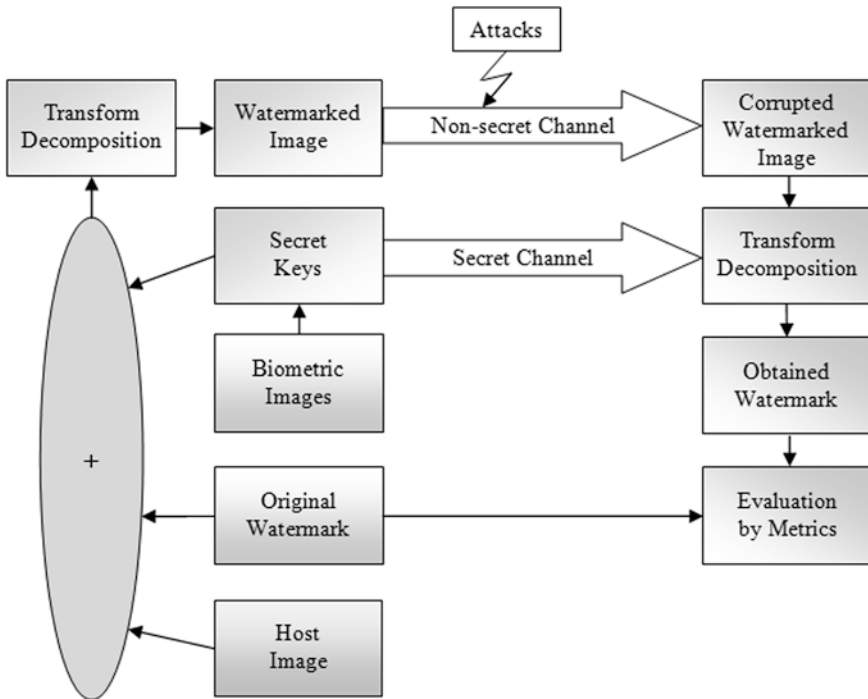 Attacks
Transform
Decomposition
Watermarked
Image
Non-secret Channel
Corrupted
Watermarked
Image
Secret
Keys
Secret Channel
Transform
Decomposition
Biometric
Images
Obtained
Watermark
+
Original
Watermark
Evaluation
by Metrics
Host
Image